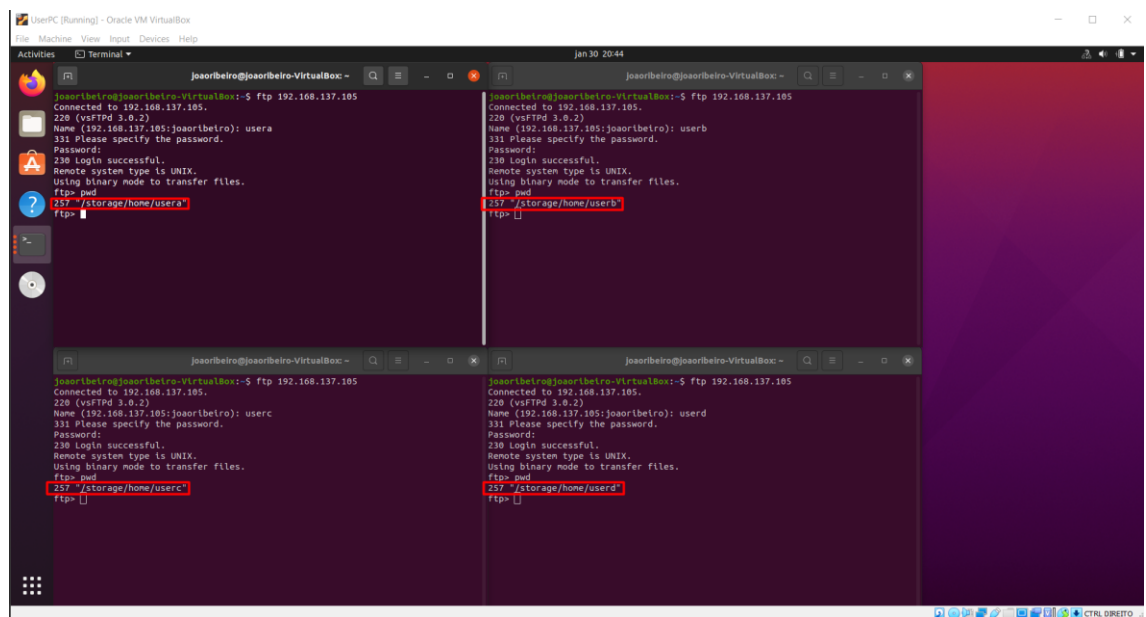 UserPC [Running] - Oracle VM VirtualBox
File Machine View Input Devices Help
Activities Terminal jan 30 20:44
joaoribeiro@joaoribeiro-VirtualBox: ~
joaoribeiro@joaoribeiro-VirtualBox:~$ ftp 192.168.137.105
Connected to 192.168.137.105.
220 (vsFTPd 3.0.2)
Name (192.168.137.105:joaoribeiro): usera
331 Please specify the password.
Password:
230 Login successful.
Remote system type is UNIX.
Using binary mode to transfer files.
ftp> pwd
257 "/storage/home/usera"
ftp>
joaoribeiro@joaoribeiro-VirtualBox: ~
joaoribeiro@joaoribeiro-VirtualBox:~$ ftp 192.168.137.105
Connected to 192.168.137.105.
220 (vsFTPd 3.0.2)
Name (192.168.137.105:joaoribeiro): userb
331 Please specify the password.
Password:
230 Login successful.
Remote system type is UNIX.
Using binary mode to transfer files.
ftp> pwd
257 "/storage/home/userb"
ftp>
joaoribeiro@joaoribeiro-VirtualBox: ~
joaoribeiro@joaoribeiro-VirtualBox:~$ ftp 192.168.137.105
Connected to 192.168.137.105.
220 (vsFTPd 3.0.2)
Name (192.168.137.105:joaoribeiro): userc
331 Please specify the password.
Password:
230 Login successful.
Remote system type is UNIX.
Using binary mode to transfer files.
ftp> pwd
257 "/storage/home/userc"
ftp>
joaoribeiro@joaoribeiro-VirtualBox: ~
joaoribeiro@joaoribeiro-VirtualBox:~$ ftp 192.168.137.105
Connected to 192.168.137.105.
220 (vsFTPd 3.0.2)
Name (192.168.137.105:joaoribeiro): userd
331 Please specify the password.
Password:
230 Login successful.
Remote system type is UNIX.
Using binary mode to transfer files.
ftp> pwd
257 "/storage/home/userd"
ftp>
CTRL DIREITO